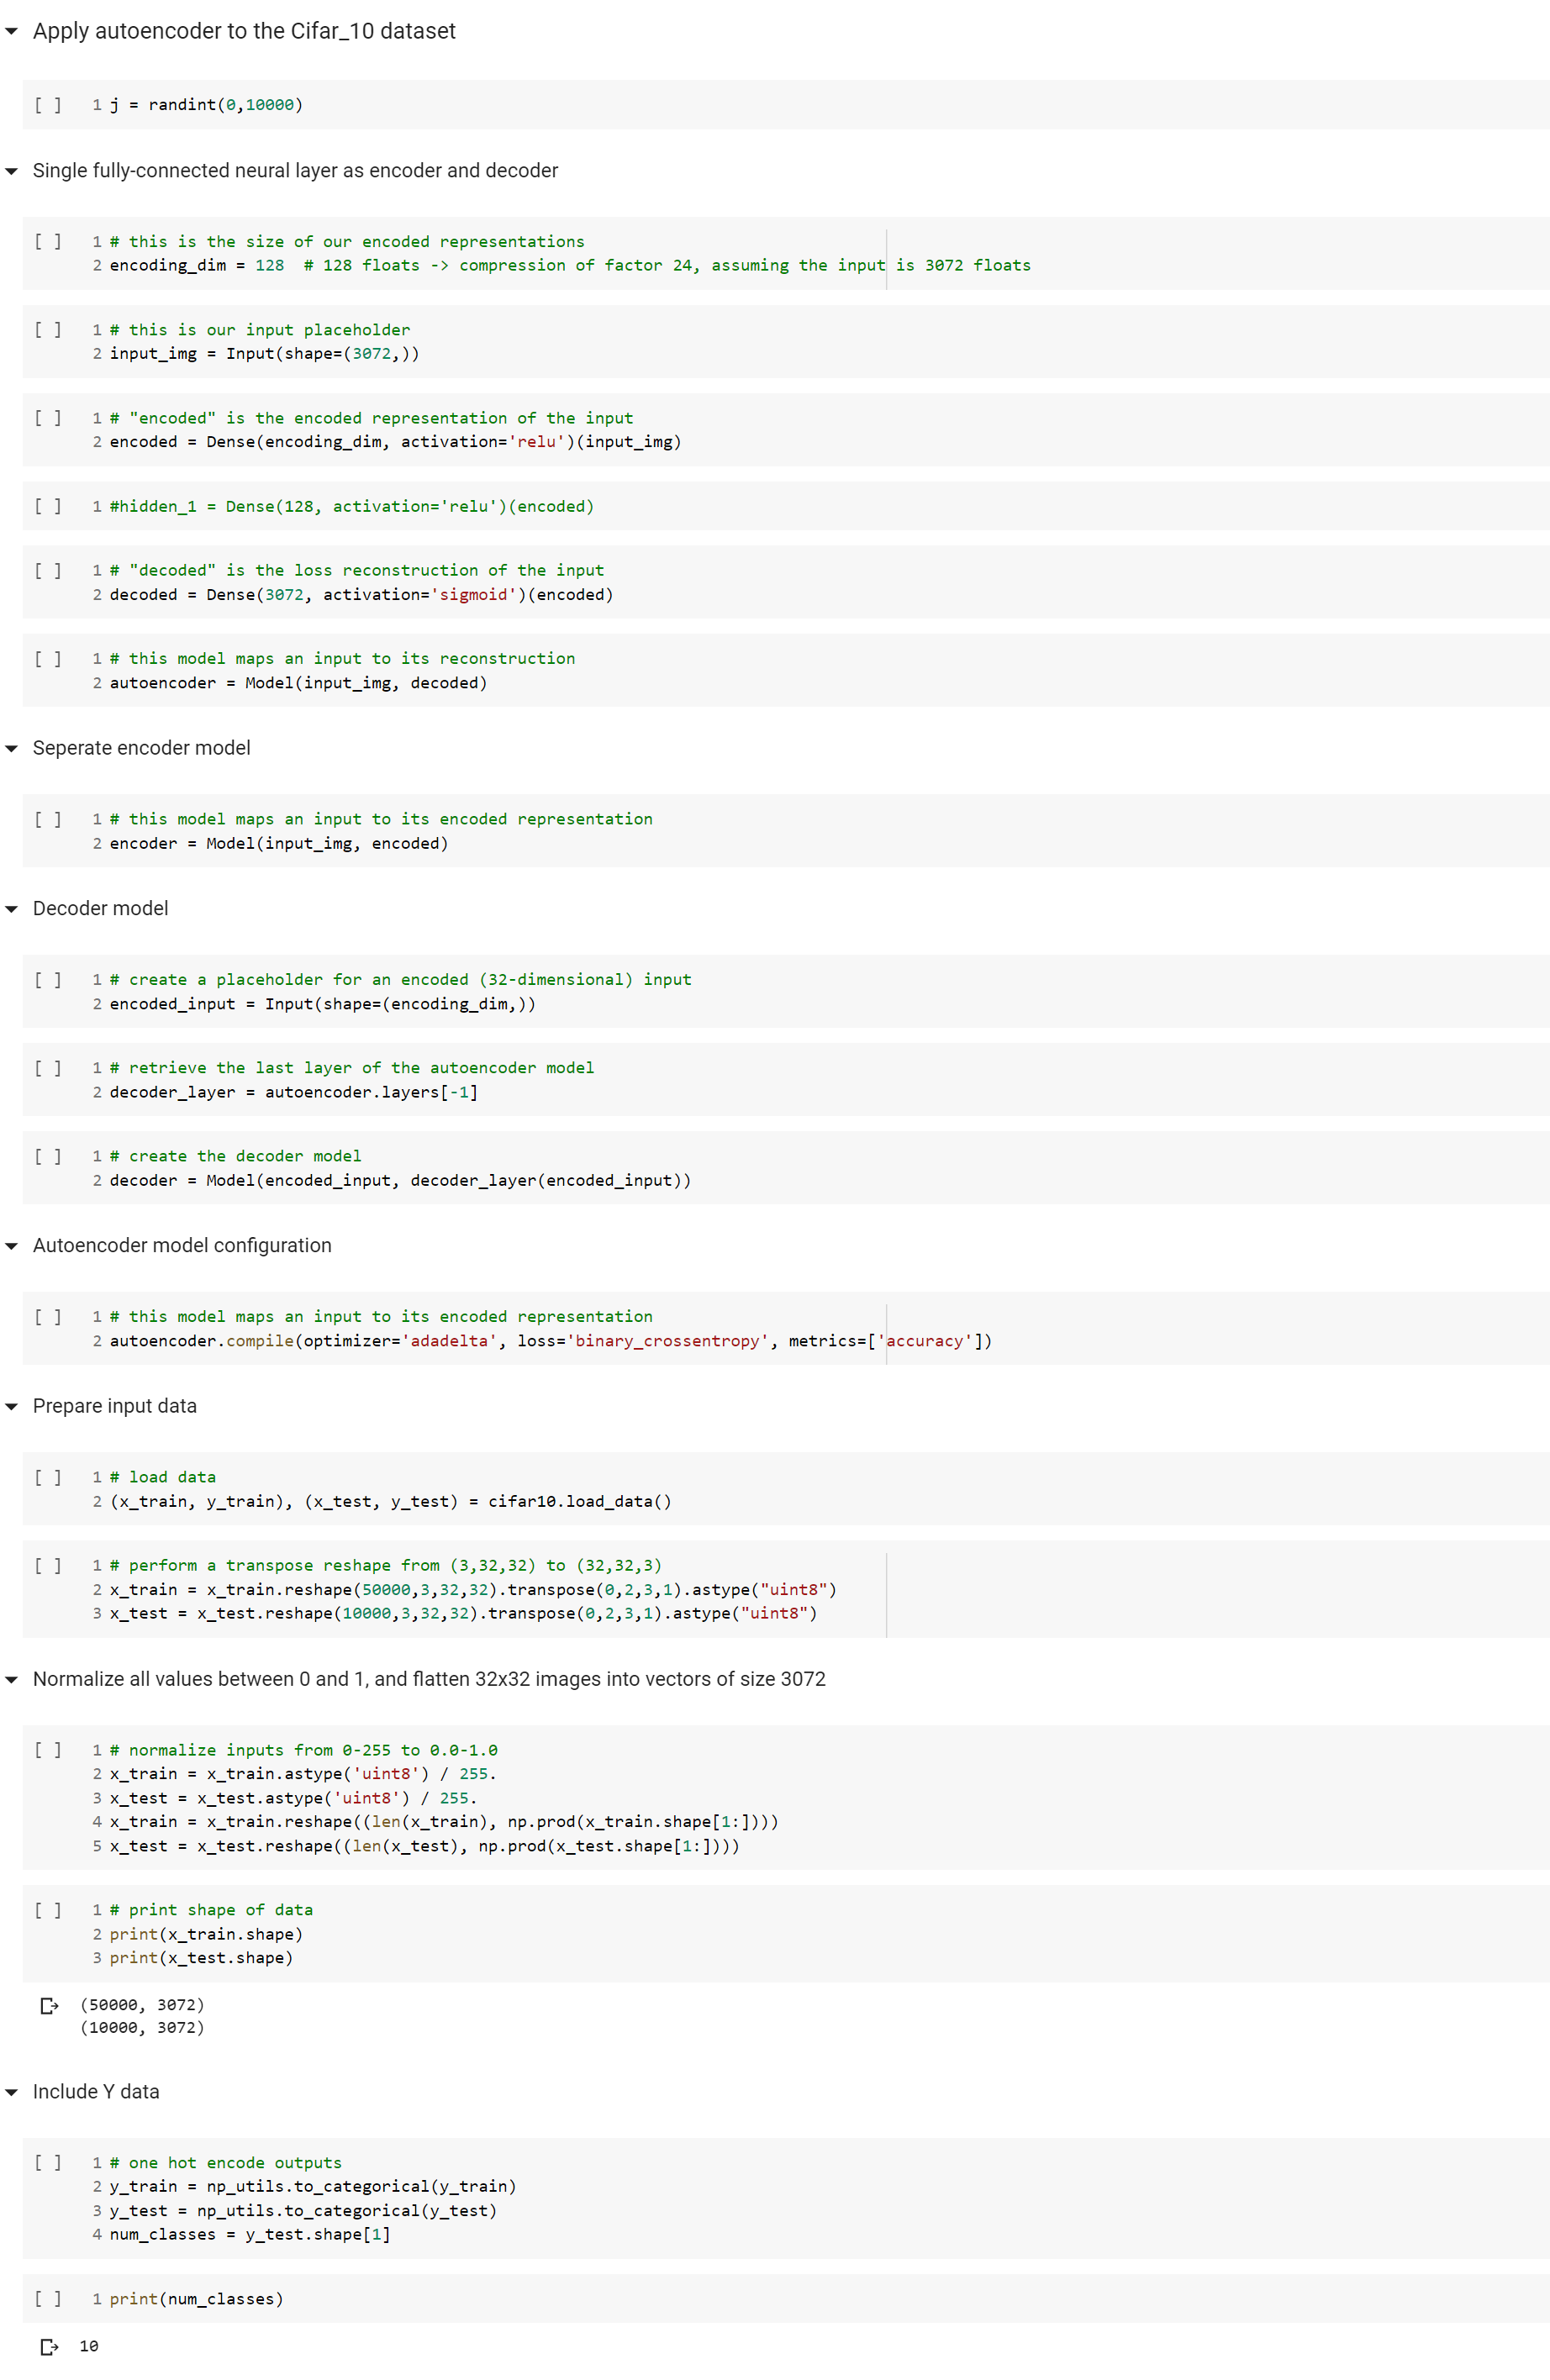 Apply autoencoder to the Cifar_10 dataset
[ ] 1 j = randint(0,10000)
Single fully-connected neural layer as encoder and decoder
[ ] 1 # this is the size of our encoded representations
2 encoding_dim = 128  # 128 floats -> compression of factor 24, assuming the input is 3072 floats
[ ] 1 # this is our input placeholder
2 input_img = Input(shape=(3072,))
[ ] 1 # "encoded" is the encoded representation of the input
2 encoded = Dense(encoding_dim, activation='relu')(input_img)
[ ] 1 #hidden_1 = Dense(128, activation='relu')(encoded)
[ ] 1 # "decoded" is the loss reconstruction of the input
2 decoded = Dense(3072, activation='sigmoid')(encoded)
[ ] 1 # this model maps an input to its reconstruction
2 autoencoder = Model(input_img, decoded)
Seperate encoder model
[ ] 1 # this model maps an input to its encoded representation
2 encoder = Model(input_img, encoded)
Decoder model
[ ] 1 # create a placeholder for an encoded (32-dimensional) input
2 encoded_input = Input(shape=(encoding_dim,))
[ ] 1 # retrieve the last layer of the autoencoder model
2 decoder_layer = autoencoder.layers[-1]
[ ] 1 # create the decoder model
2 decoder = Model(encoded_input, decoder_layer(encoded_input))
Autoencoder model configuration
[ ] 1 # this model maps an input to its encoded representation
2 autoencoder.compile(optimizer='adadelta', loss='binary_crossentropy', metrics=['accuracy'])
Prepare input data
[ ] 1 # load data
2 (x_train, y_train), (x_test, y_test) = cifar10.load_data()
[ ] 1 # perform a transpose reshape from (3,32,32) to (32,32,3)
2 x_train = x_train.reshape(50000,3,32,32).transpose(0,2,3,1).astype("uint8")
3 x_test = x_test.reshape(10000,3,32,32).transpose(0,2,3,1).astype("uint8")
Normalize all values between 0 and 1, and flatten 32x32 images into vectors of size 3072
[ ] 1 # normalize inputs from 0-255 to 0.0-1.0
2 x_train = x_train.astype('uint8') / 255.
3 x_test = x_test.astype('uint8') / 255.
4 x_train = x_train.reshape((len(x_train), np.prod(x_train.shape[1:])))
5 x_test = x_test.reshape((len(x_test), np.prod(x_test.shape[1:])))
[ ] 1 # print shape of data
2 print(x_train.shape)
3 print(x_test.shape)
(50000, 3072)
(10000, 3072)
Include Y data
[ ] 1 # one hot encode outputs
2 y_train = np_utils.to_categorical(y_train)
3 y_test = np_utils.to_categorical(y_test)
4 num_classes = y_test.shape[1]
[ ] 1 print(num_classes)
10